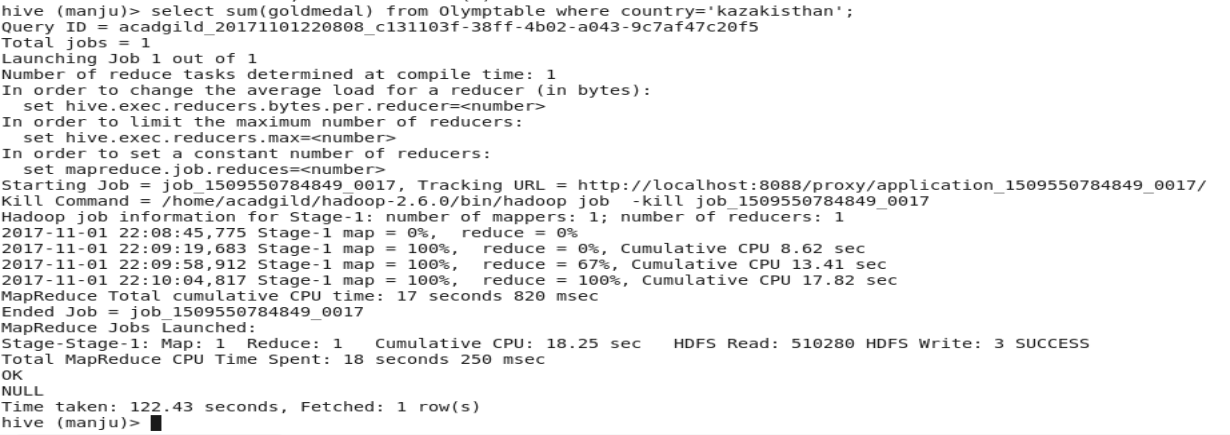 hive (manju)> select sum(goldmedal) from Olymptable where country='kazakisthan';
Query ID = acadgild_20171101220808_c131103f-38ff-4b02-a043-9c7af47c20f5
Total jobs = 1
Launching Job 1 out of 1
Number of reduce tasks determined at compile time: 1
In order to change the average load for a reducer (in bytes):
  set hive.exec.reducers.bytes.per.reducer=<number>
In order to limit the maximum number of reducers:
  set hive.exec.reducers.max=<number>
In order to set a constant number of reducers:
  set mapreduce.job.reduces=<number>
Starting Job = job_1509550784849_0017, Tracking URL = http://localhost:8088/proxy/application_1509550784849_0017/
Kill Command = /home/acadgild/hadoop-2.6.0/bin/hadoop job  -kill job_1509550784849_0017
Hadoop job information for Stage-1: number of mappers: 1; number of reducers: 1
2017-11-01 22:08:45,775 Stage-1 map = 0%,  reduce = 0%
2017-11-01 22:09:19,683 Stage-1 map = 100%,  reduce = 0%, Cumulative CPU 8.62 sec
2017-11-01 22:09:58,912 Stage-1 map = 100%,  reduce = 67%, Cumulative CPU 13.41 sec
2017-11-01 22:10:04,817 Stage-1 map = 100%,  reduce = 100%, Cumulative CPU 17.82 sec
MapReduce Total cumulative CPU time: 17 seconds 820 msec
Ended Job = job_1509550784849_0017
MapReduce Jobs Launched:
Stage-Stage-1: Map: 1  Reduce: 1   Cumulative CPU: 18.25 sec   HDFS Read: 510280 HDFS Write: 3 SUCCESS
Total MapReduce CPU Time Spent: 18 seconds 250 msec
OK
NULL
Time taken: 122.43 seconds, Fetched: 1 row(s)
hive (manju)>